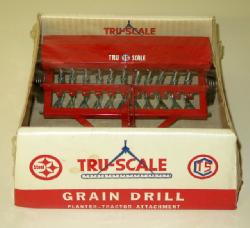 TRU-SCALE
TRU SCALE
TRU-SCALE
GRAIN DRILL
PLANTER-TRACTOR ATTACHMENT